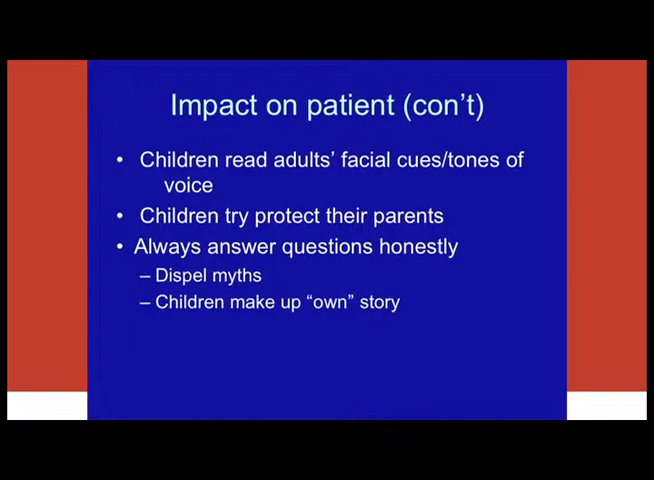 Impact on patient (con’t)
• Children read adults’ facial cues/tones of
voice
• Children try protect their parents
• Always answer questions honestly
– Dispel myths
– Children make up “own” story